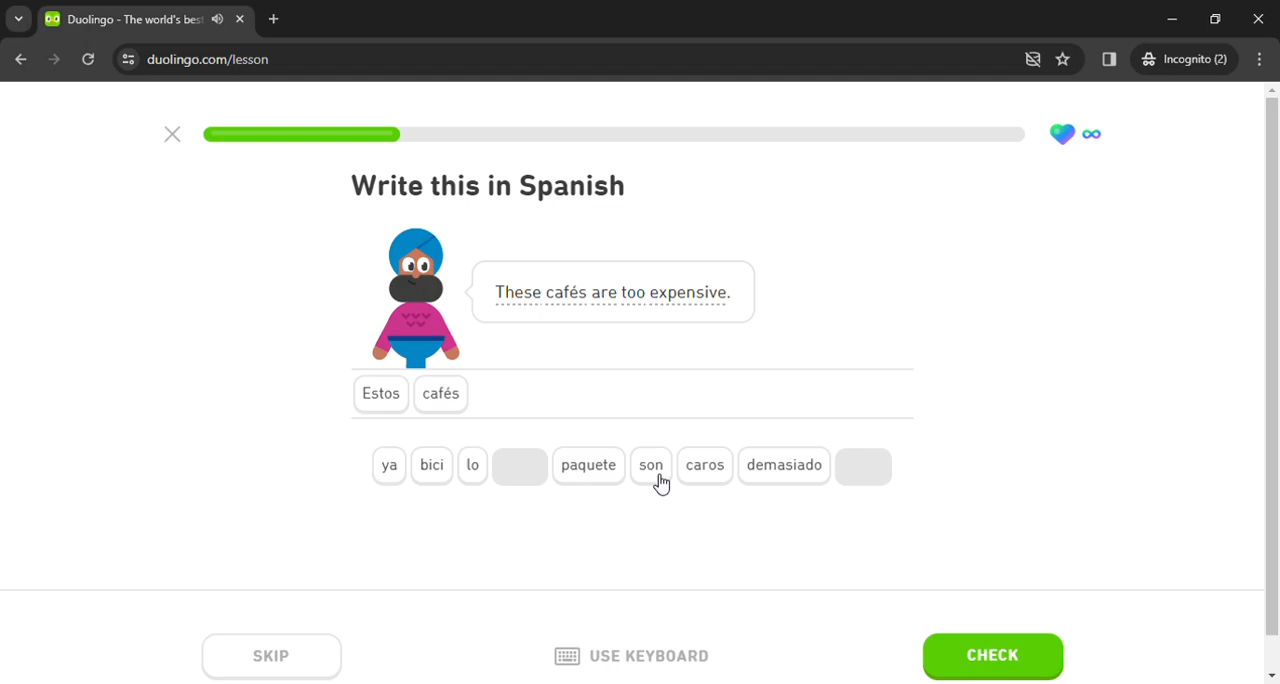 Duolingo - The world's bes
duolingo.com/lesson
Incognito (2)
Write this in Spanish
These cafés are too expensive.
Estos cafés
ya bici lo paquete son caros demasiado
SKIP USE KEYBOARD CHECK